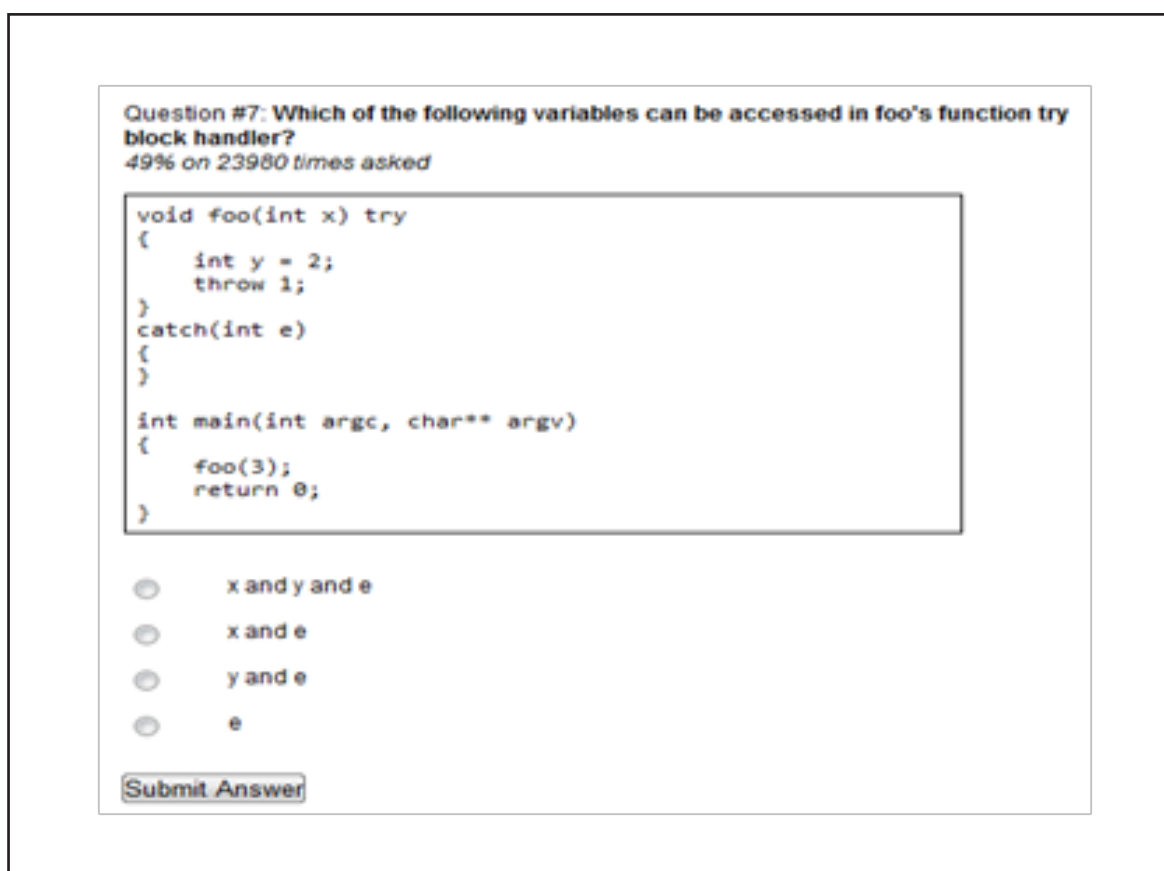 Question #7: Which of the following variables can be accessed in foo's function try
block handler?
49% on 23980 times asked
void foo(int x) try
{
    int y = 2;
    throw 1;
}
catch(int e)
{
}

int main(int argc, char** argv)
{
    foo(3);
    return 0;
}
x and y and e
x and e
y and e
e
Submit Answer